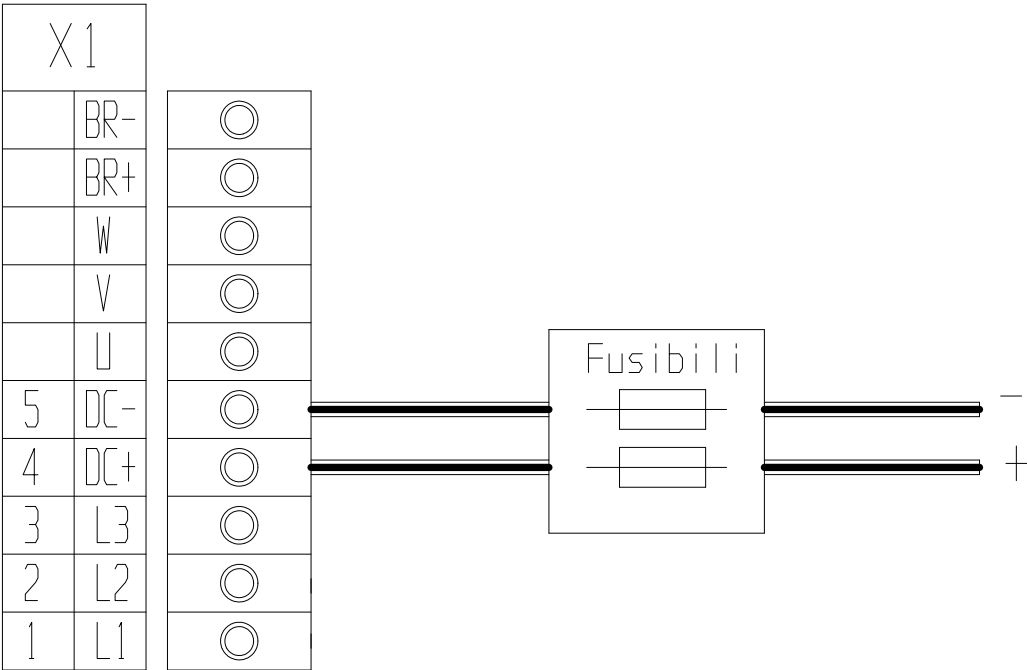 X1
BR-
BR+
W
V
U
Fusibili
5 DC- -
4 DC+ +
3 L3
2 L2
1 L1